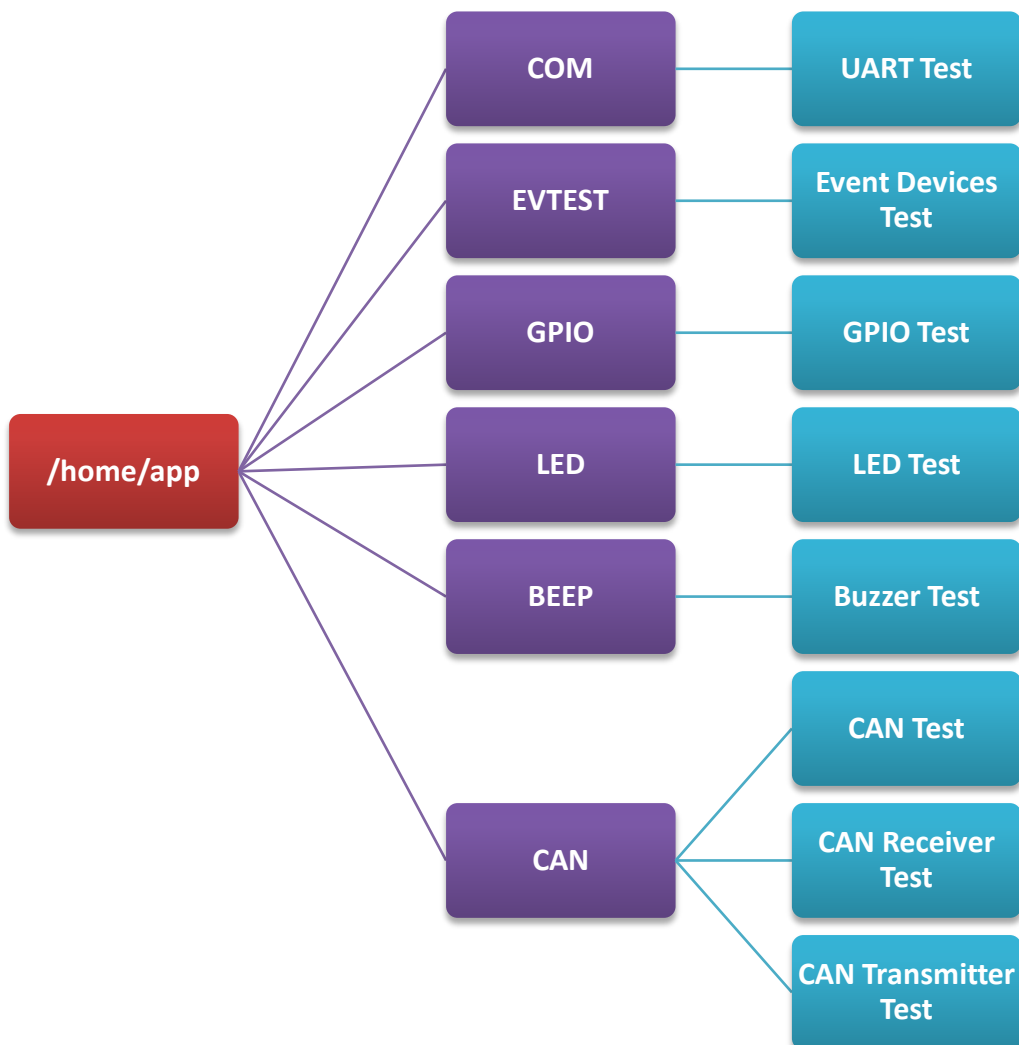 COM
UART Test
EVTEST
Event Devices
Test
GPIO
GPIO Test
/home/app
LED
LED Test
BEEP
Buzzer Test
CAN Test
CAN
CAN Receiver
Test
CAN Transmitter
Test